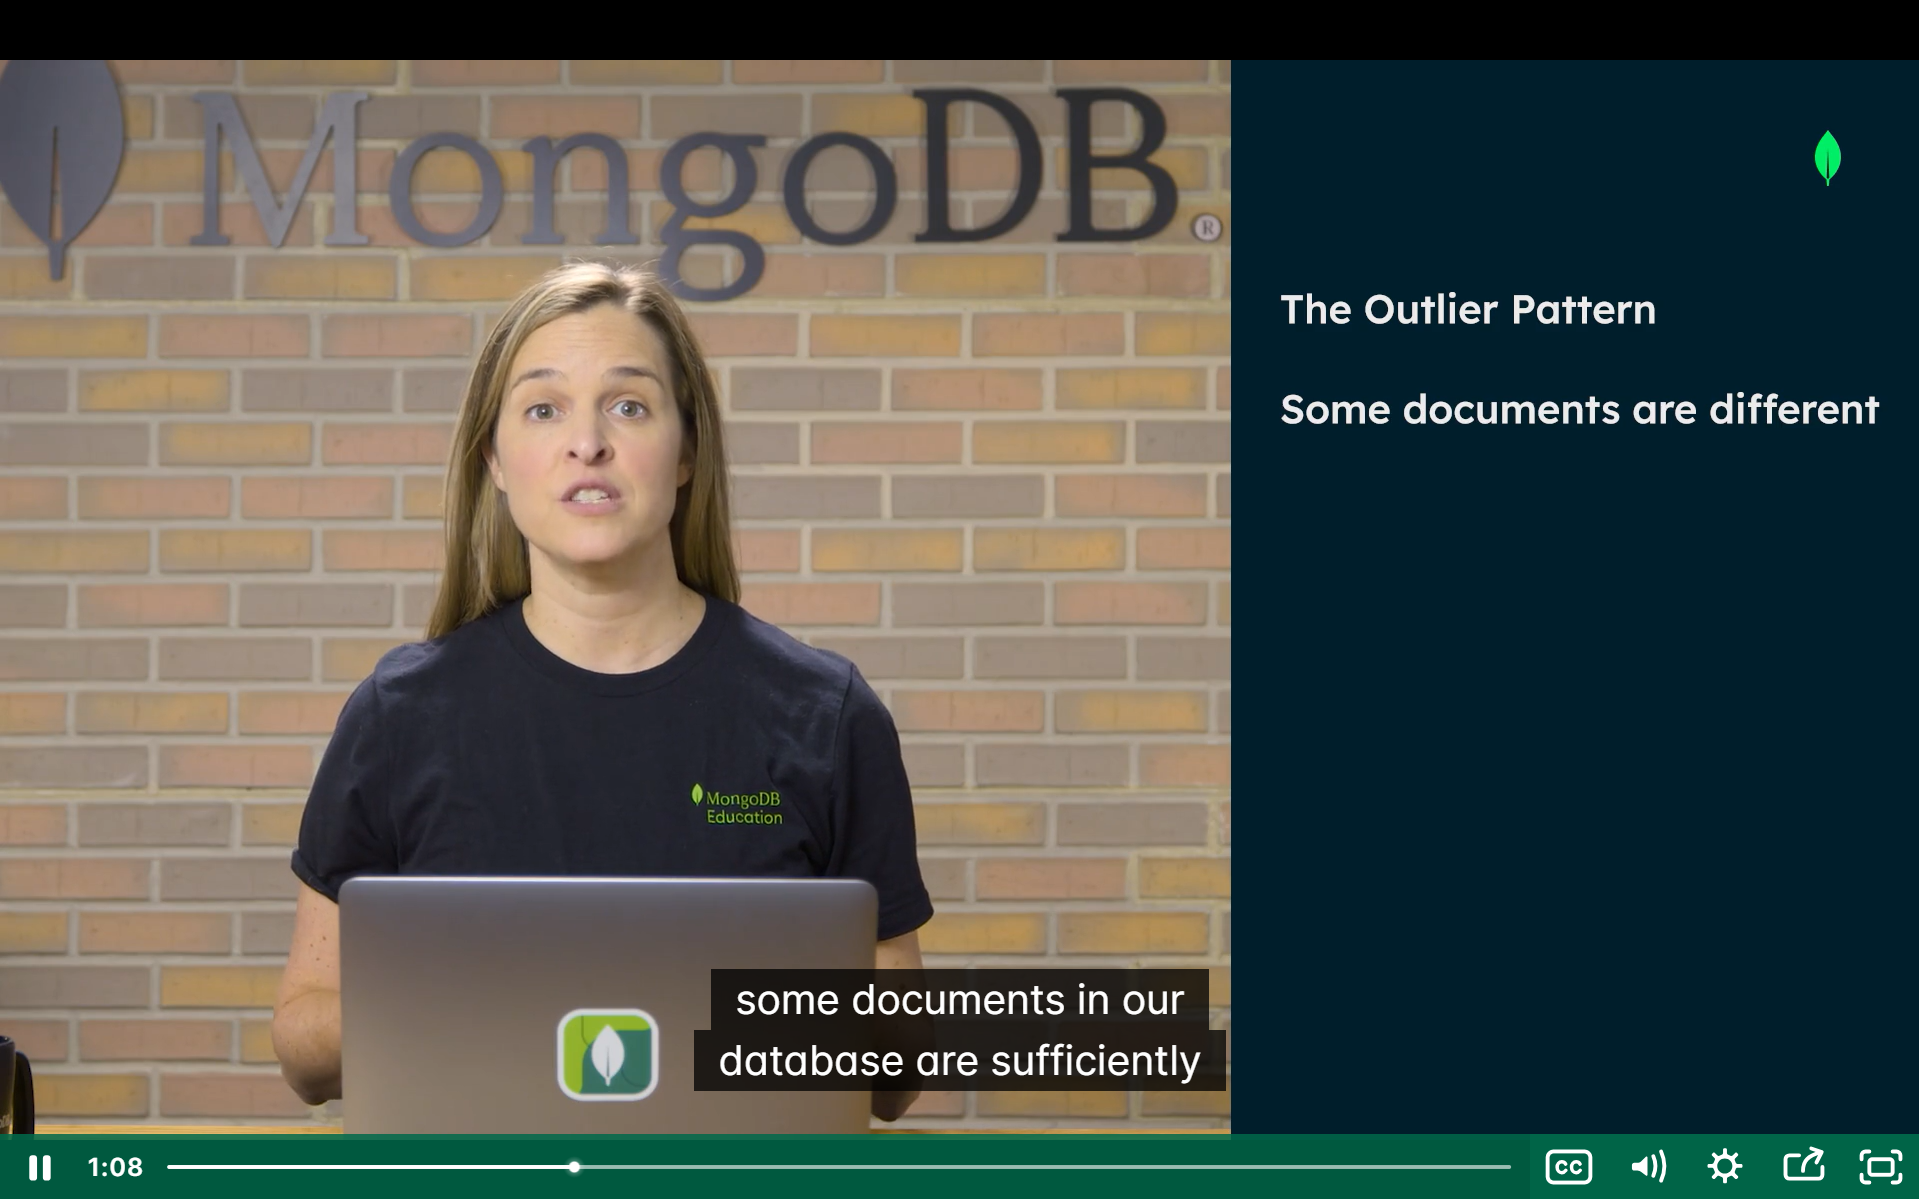 MongoDB®
The Outlier Pattern
Some documents are different
MongoDB
Education
some documents in our
database are sufficiently
1:08
CC